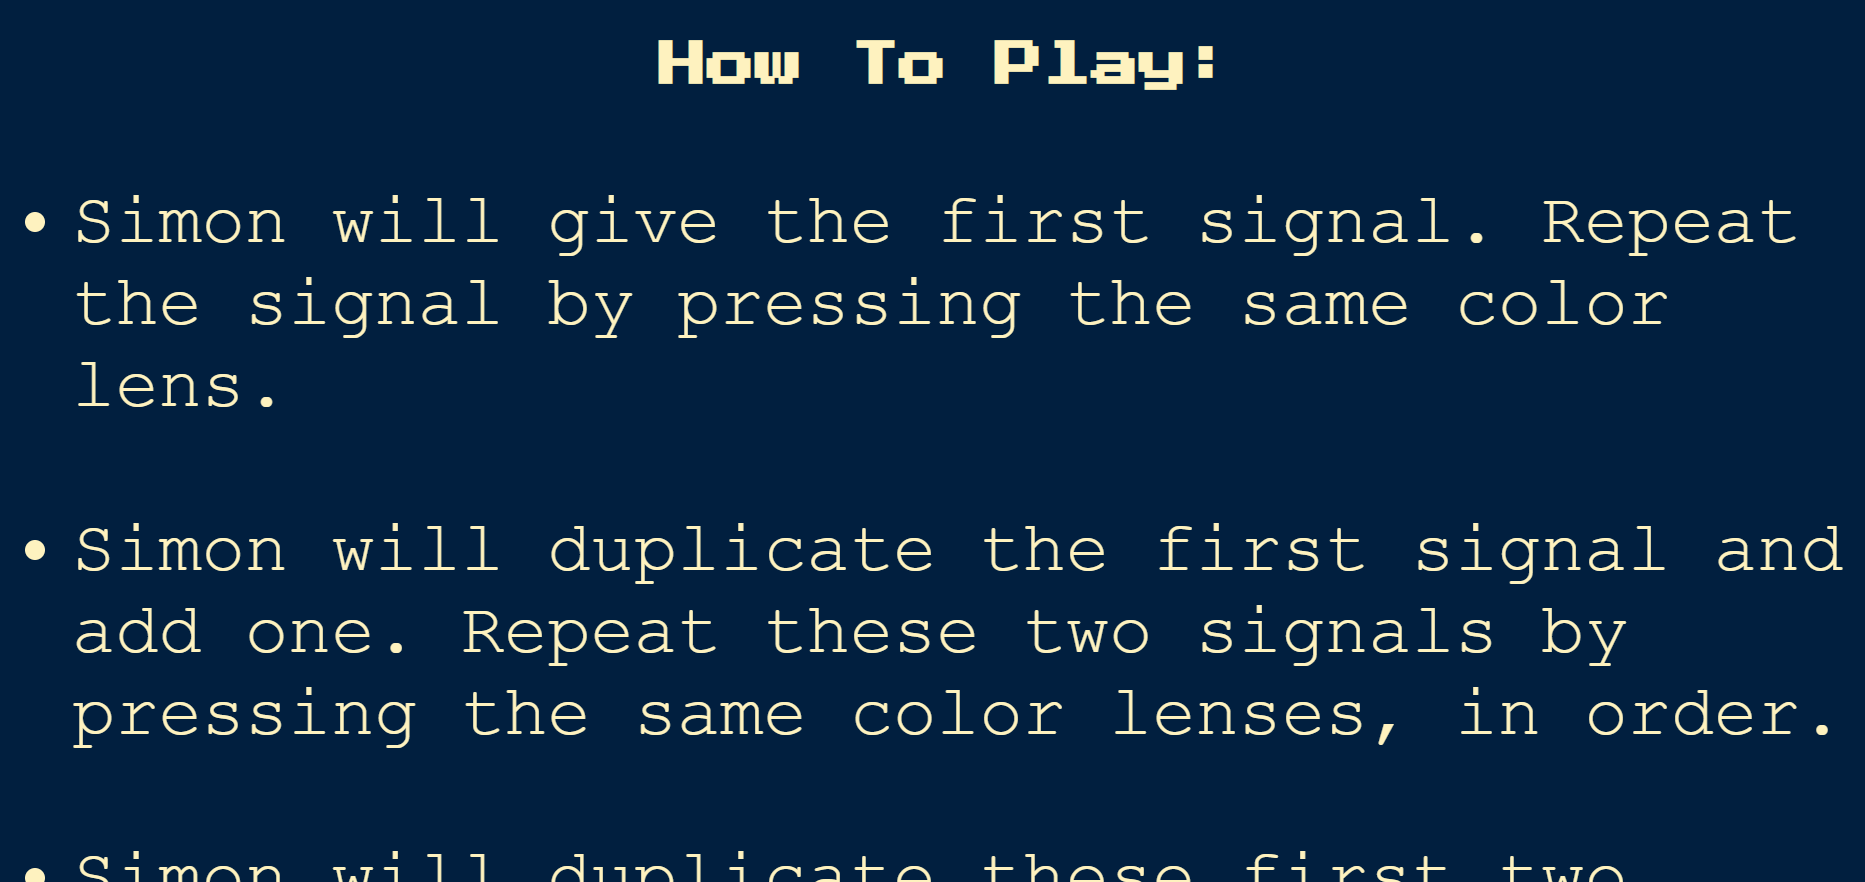 How To Play:
• Simon will give the first signal. Repeat
the signal by pressing the same color
lens.
• Simon will duplicate the first signal and
add one. Repeat these two signals by
pressing the same color lenses, in order.
• Simon will duplicate these first two